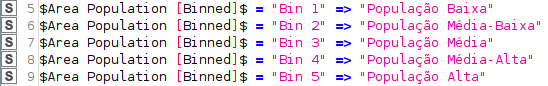 S 5 $Area Population [Binned]$ = "Bin 1" => "População Baixa"
S 6 $Area Population [Binned]$ = "Bin 2" => "População Média-Baixa"
S 7 $Area Population [Binned]$ = "Bin 3" => "População Média"
S 8 $Area Population [Binned]$ = "Bin 4" => "População Média-Alta"
S 9 $Area Population [Binned]$ = "Bin 5" => "População Alta"